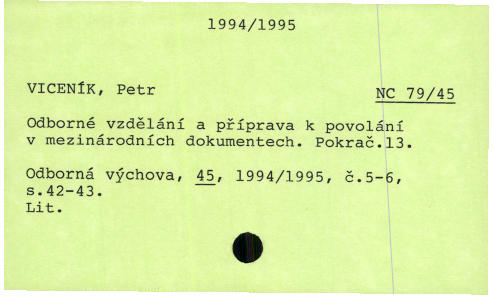 1994/1995
VICENÍK, Petr NC 79/45
Odborné vzdělání a příprava k povolání
v mezinárodních dokumentech. Pokrač.13.
Odborná výchova, 45, 1994/1995, č.5-6,
s.42-43.
Lit.